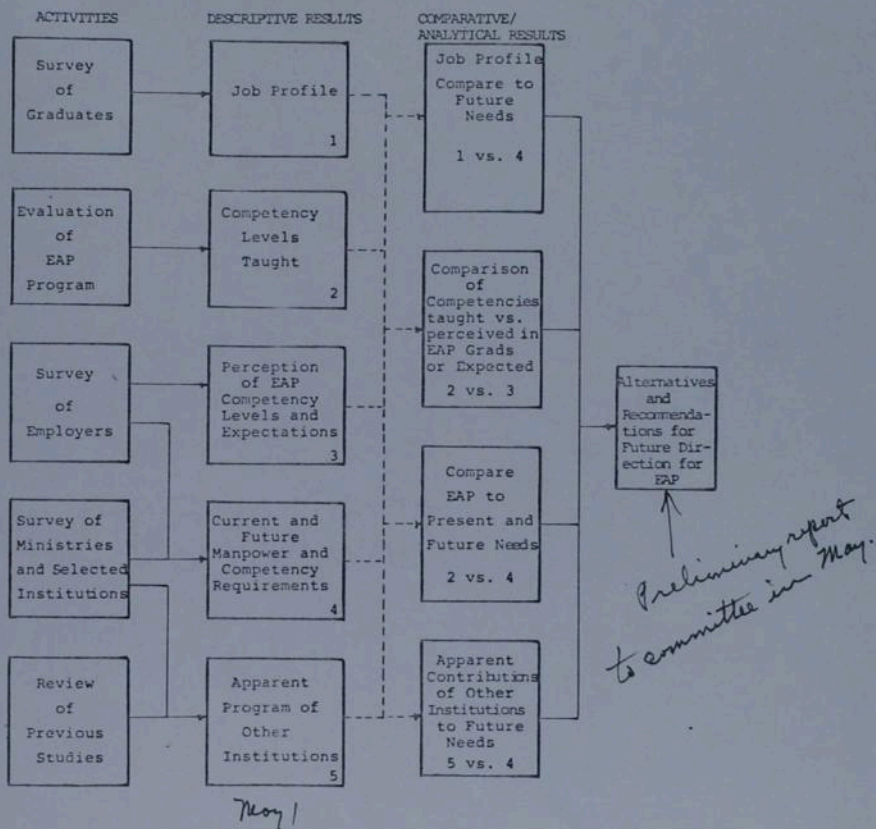 ACTIVITIES
DESCRIPTIVE RESULTS
COMPARATIVE/
ANALYTICAL RESULTS
Survey
of
Graduates
Job Profile
1
Job Profile
Compare to
Future
Needs
1 vs. 4
Evaluation
of
EAP
Program
Competency
Levels
Taught
2
Comparison
of
Competencies
taught vs.
perceived in
EAP Grads
or Expected
2 vs. 3
Survey
of
Employers
Perception
of EAP
Competency
Levels and
Expectations
3
Alternatives
and
Recommenda-
tions for
Future Dir-
ection for
EAP
Survey of
Ministries
and Selected
Institutions
Current and
Future
Manpower and
Competency
Requirements
4
Compare
EAP to
Present and
Future Needs
2 vs. 4
Preliminary report
to committee in May.
Review
of
Previous
Studies
Apparent
Program of
Other
Institutions
5
Apparent
Contributions
of Other
Institutions
to Future
Needs
5 vs. 4
May 1